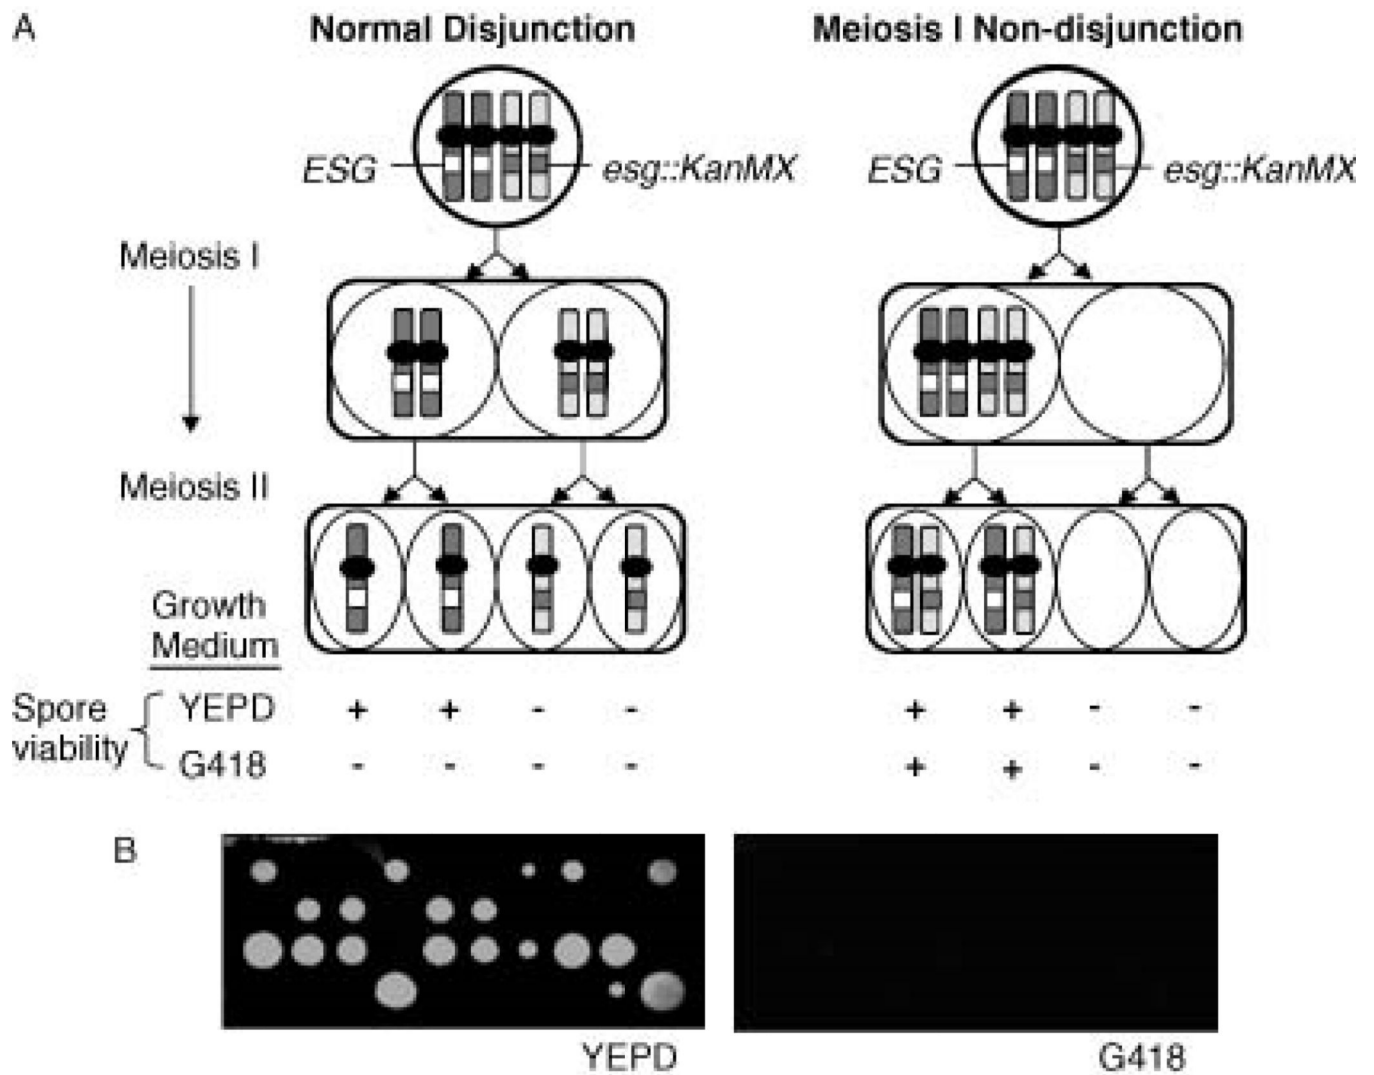 A
Normal Disjunction
Meiosis I Non-disjunction
ESG
esg::KanMX
ESG
esg::KanMX
Meiosis I
Meiosis II
Growth
Medium
Spore
viability
YEPD
+ + - -
+ + - -
G418
- - - -
+ + - -
B
YEPD
G418